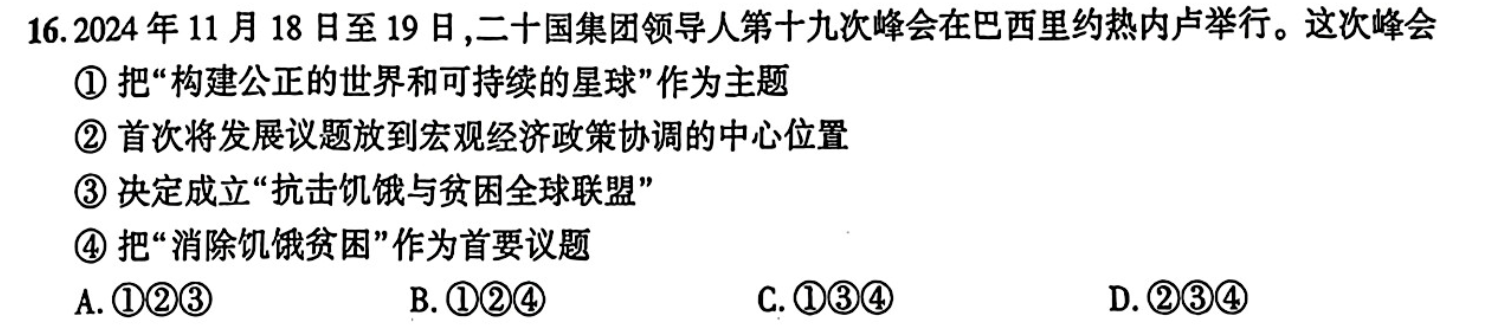 16. 2024 年 11 月 18 日至 19 日,二十国集团领导人第十九次峰会在巴西里约热内卢举行。这次峰会
① 把“构建公正的世界和可持续的星球”作为主题
② 首次将发展议题放到宏观经济政策协调的中心位置
③ 决定成立“抗击饥饿与贫困全球联盟”
④ 把“消除饥饿贫困”作为首要议题
A. ①②③ B. ①②④ C. ①③④ D. ②③④